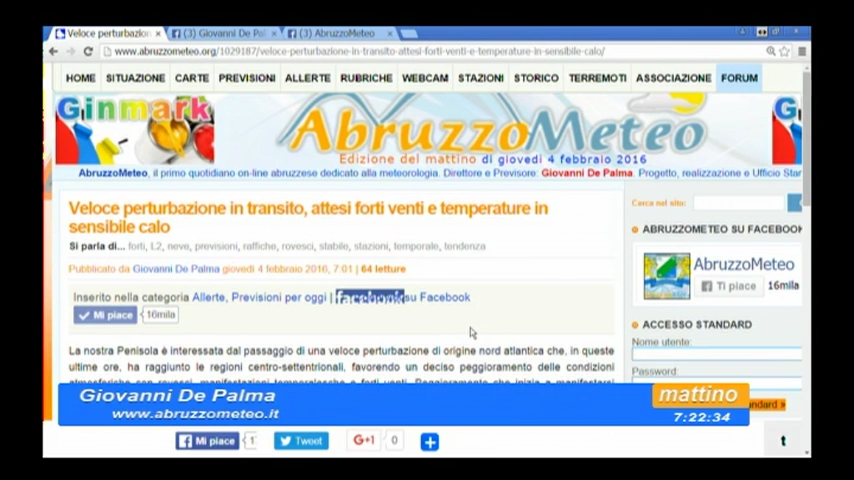 Veloce perturbazion
(3) Giovanni De Pal
(3) AbruzzoMeteo
www.abruzzometeo.org/1029187/veloce-perturbazione-in-transito-attesi-forti-venti-e-temperature-in-sensibile-calo/
HOME SITUAZIONE CARTE PREVISIONI ALLERTE RUBRICHE WEBCAM STAZIONI STORICO TERREMOTI ASSOCIAZIONE FORUM
Ginmark
AbruzzoMeteo
Edizione del mattino di giovedì 4 febbraio 2016
AbruzzoMeteo, il primo quotidiano on-line abruzzese dedicato alla meteorologia. Direttore e Previsore: Giovanni De Palma. Progetto, realizzazione e Ufficio Star
Veloce perturbazione in transito, attesi forti venti e temperature in
sensibile calo
Si parla di... forti, L2, neve, previsioni, raffiche, rovesci, stabile, stazioni, temporale, tendenza
Pubblicato da Giovanni De Palma giovedì 4 febbraio 2016, 7:01 | 64 letture
Inserito nella categoria Allerte, Previsioni per oggi | facebook su Facebook
Mi piace 16mila
La nostra Penisola è interessata dal passaggio di una veloce perturbazione di origine nord atlantica che, in queste
ultime ore, ha raggiunto le regioni centro-settentrionali, favorendo un deciso peggioramento delle condizioni
Cerca nel sito:
ABRUZZOMETEO SU FACEBOOK
AbruzzoMeteo
Ti piace 16mila
ACCESSO STANDARD
Nome utente:
Password:
andard »
Giovanni De Palma
www.abruzzometeo.it
mattino
7:22:34
Mi piace 1
Tweet
G+1 0
+
t